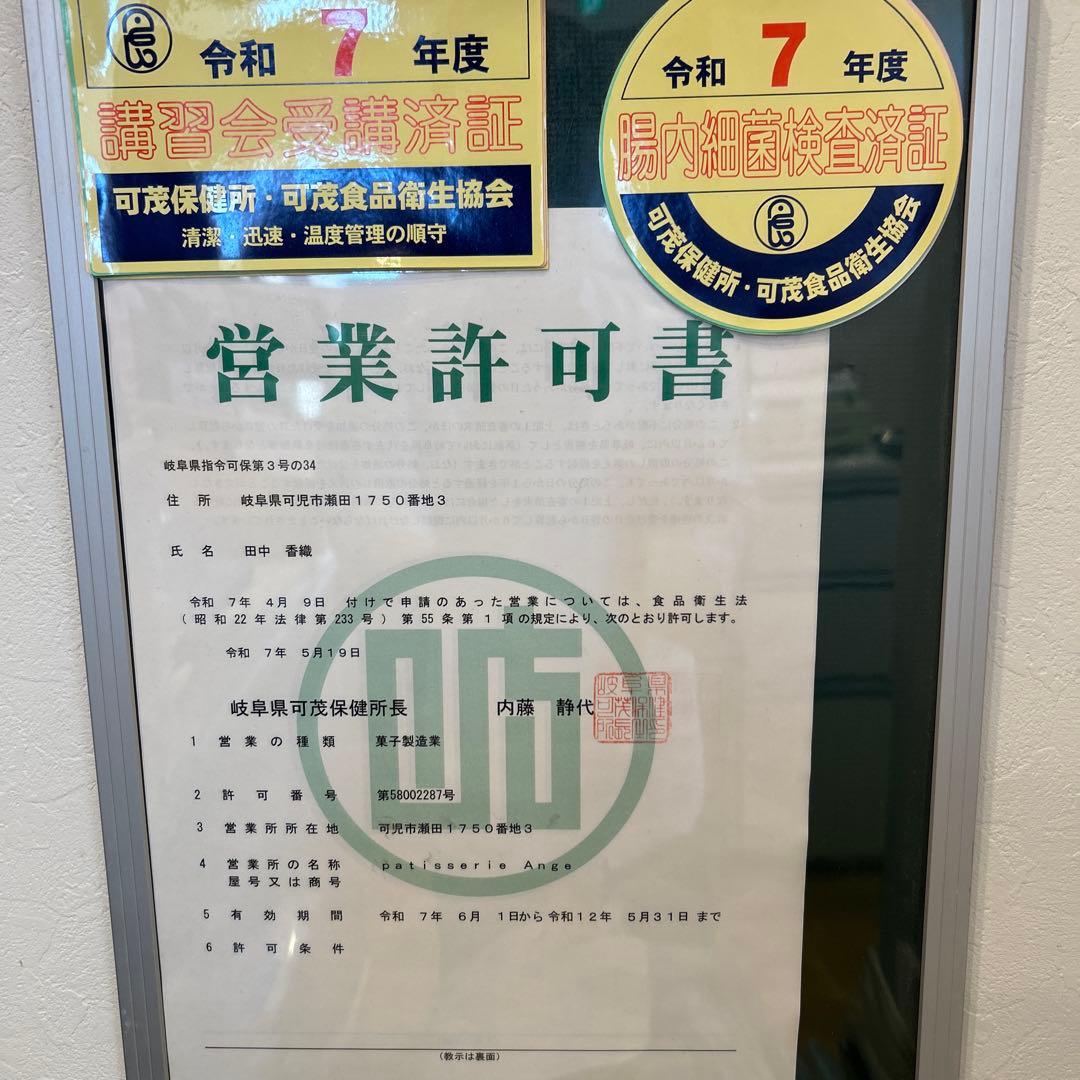 令和 7 年度
講習会受講済証
可茂保健所・可茂食品衛生協会
清潔・迅速・温度管理の順守
令和 7 年度
腸内細菌検査済証
可茂保健所・可茂食品衛生協会
営業許可書
岐阜県指令可保第3号の34
住所 岐阜県可児市瀬田1750番地3
氏名 田中 香織
令和 7年 4月 9日 付けで申請のあった営業については、食品衛生法
(昭和22年法律第233号)第55条第1項の規定により、次のとおり許可します。
令和 7年 5月19日
岐阜県可茂保健所長 内藤 静代
岐阜県可茂保健所長印
1 営業の種類 菓子製造業
2 許可番号 第58002287号
3 営業所所在地 可児市瀬田1750番地3
4 営業所の名称 patisserie Ange
屋号又は商号
5 有効期間 令和 7年 6月 1日から 令和12年 5月31日 まで
6 許可条件
(教示は裏面)